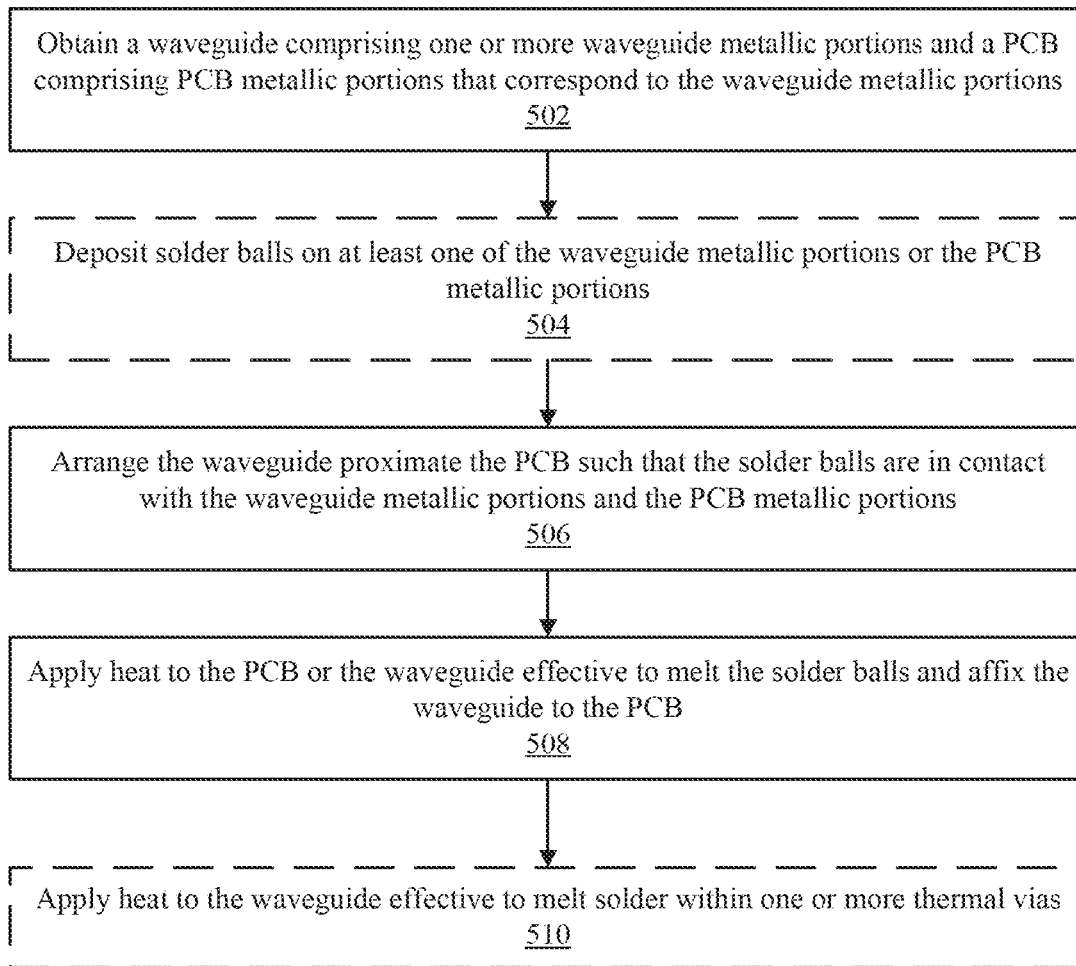 Obtain a waveguide comprising one or more waveguide metallic portions and a PCB
comprising PCB metallic portions that correspond to the waveguide metallic portions
502
Deposit solder balls on at least one of the waveguide metallic portions or the PCB
metallic portions
504
Arrange the waveguide proximate the PCB such that the solder balls are in contact
with the waveguide metallic portions and the PCB metallic portions
506
Apply heat to the PCB or the waveguide effective to melt the solder balls and affix the
waveguide to the PCB
508
Apply heat to the waveguide effective to melt solder within one or more thermal vias
510